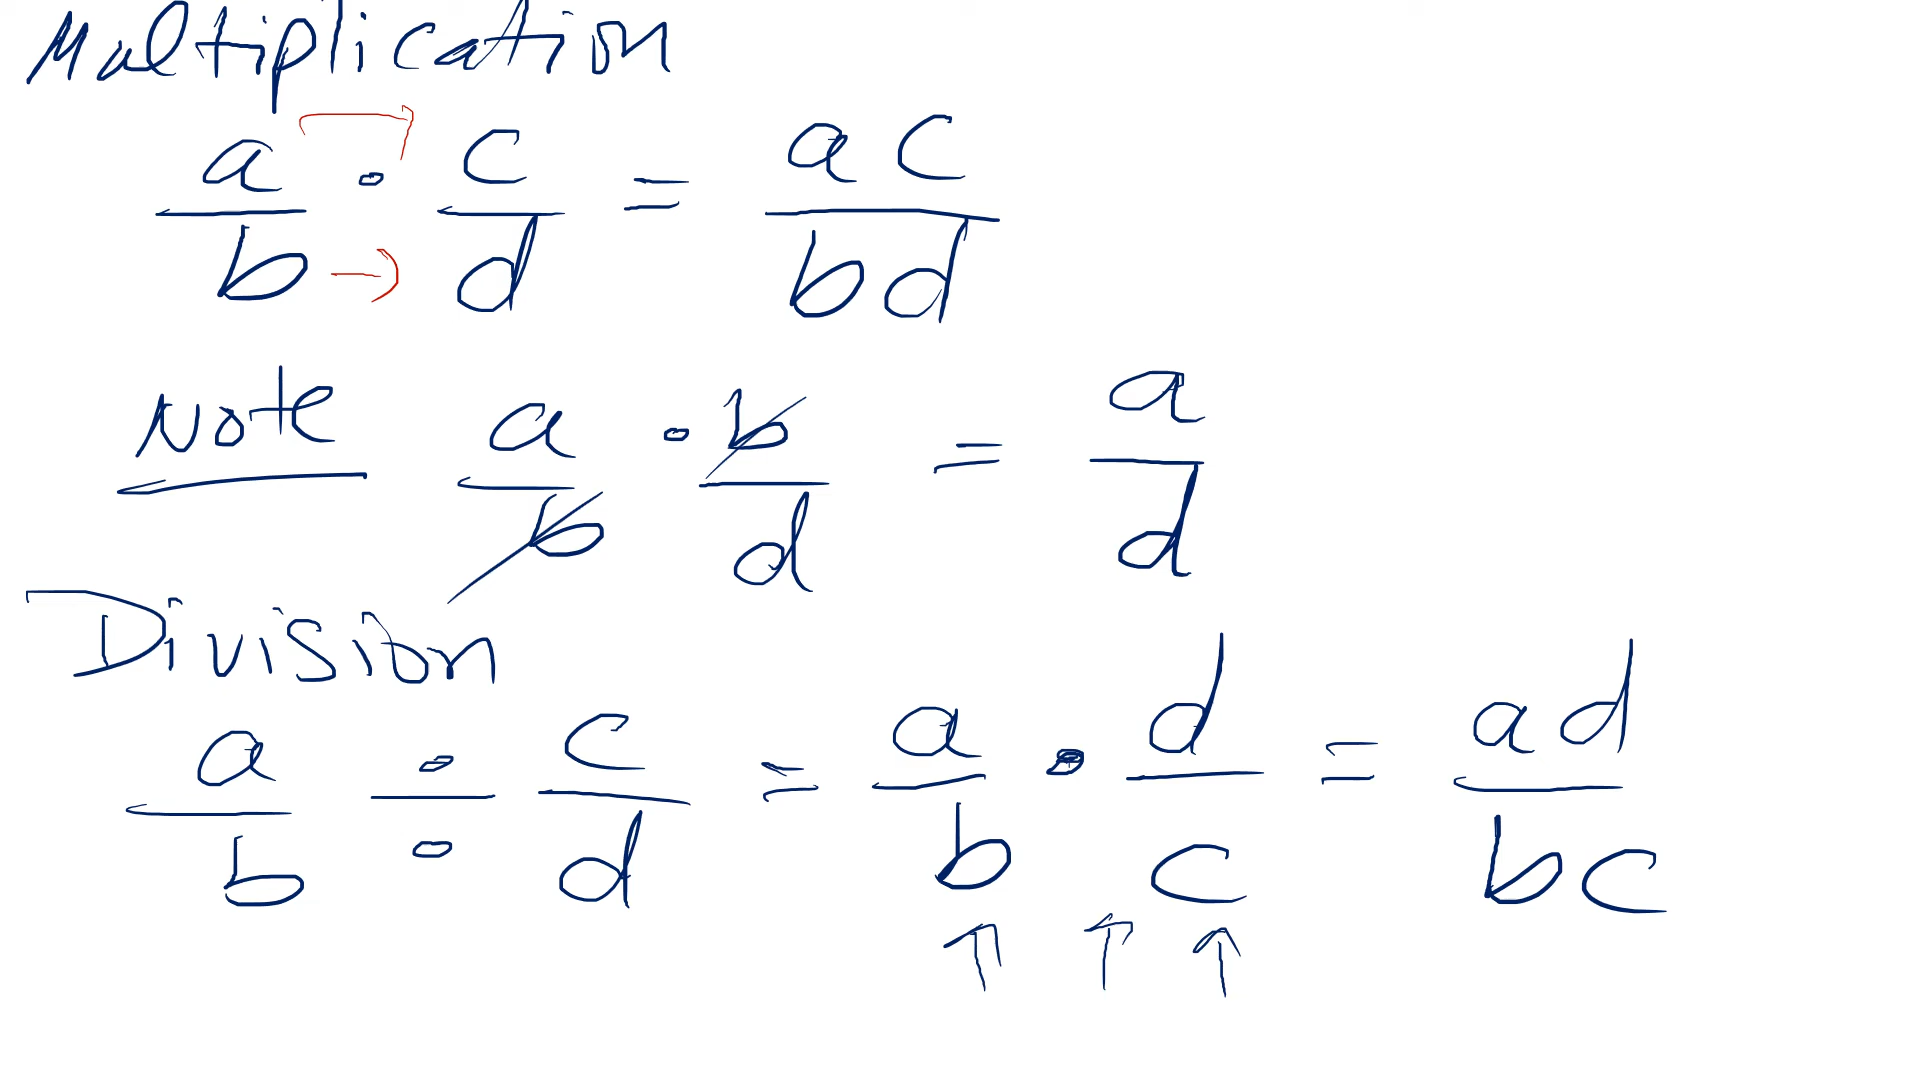 Multiplication
a/b · c/d = ac/bd
Note a/b · b/d = a/d
Division
a/b ÷ c/d = a/b · d/c = ad/bc